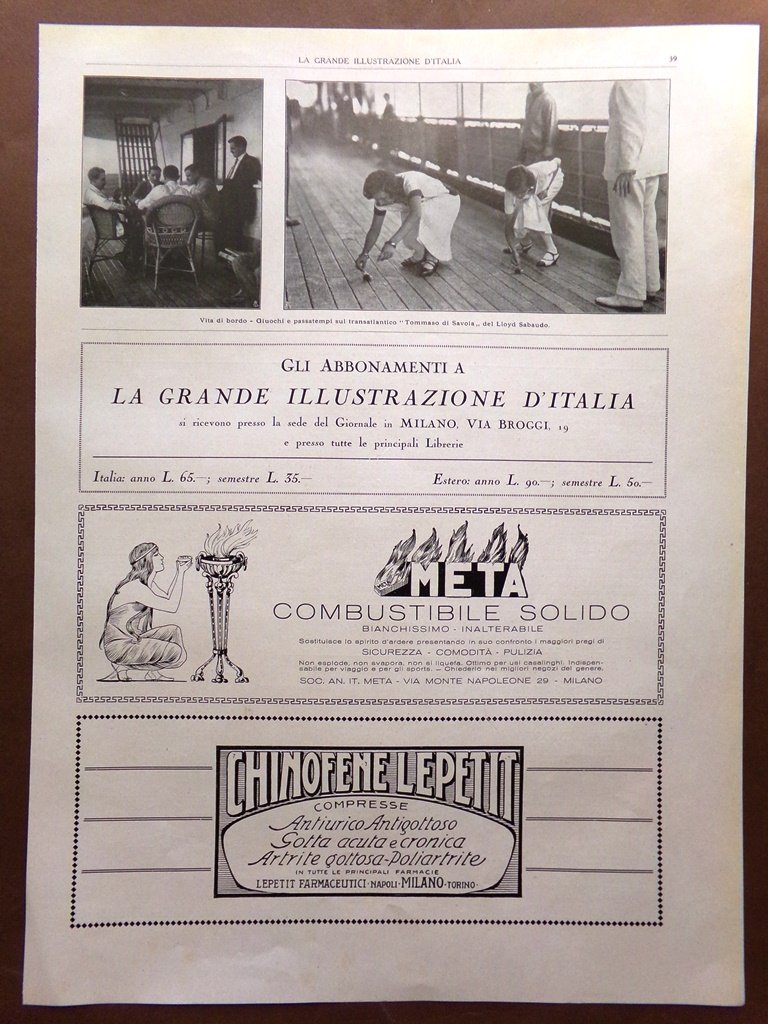 LA GRANDE ILLUSTRAZIONE D'ITALIA 39
Vita di bordo - Giuochi e passatempi sul transatlantico "Tommaso di Savoia„ del Lloyd Sabaudo.
GLI ABBONAMENTI A
LA GRANDE ILLUSTRAZIONE D'ITALIA
si ricevono presso la sede del Giornale in MILANO, VIA BROGGI, 19
e presso tutte le principali Librerie
Italia: anno L. 65.—; semestre L. 35.— Estero: anno L. 90.—; semestre L. 50.—
META
COMBUSTIBILE SOLIDO
BIANCHISSIMO - INALTERABILE
Sostituisce lo spirito d'ardere presentando in suo confronto i maggiori pregi di
SICUREZZA - COMODITÀ - PULIZIA
Non esplode, non evapora, non si liquefa. Ottimo per usi casalinghi. Indispen-
sabile per viaggio e per gli sports. — Chiederlo nei migliori negozi del genere.
SOC. AN. IT. META - VIA MONTE NAPOLEONE 29 - MILANO
CHINOFENE LEPETIT
COMPRESSE
Antiurico Antigottoso
Gotta acuta e cronica
Artrite gottosa-Poliartrite
IN TUTTE LE PRINCIPALI FARMACIE
LEPETIT FARMACEUTICI · NAPOLI · MILANO · TORINO ·